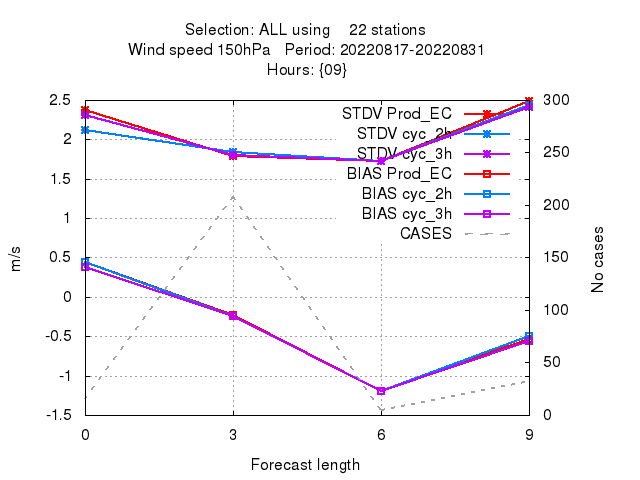 Selection: ALL using    22 stations
Wind speed 150hPa   Period: 20220817-20220831
Hours: {09}
2.5
2
1.5
1
0.5
0
-0.5
-1
-1.5
m/s
STDV Prod_EC
STDV cyc_2h
STDV cyc_3h
BIAS Prod_EC
BIAS cyc_2h
BIAS cyc_3h
CASES
300
250
200
150
100
50
0
No cases
0 3 6 9
Forecast length